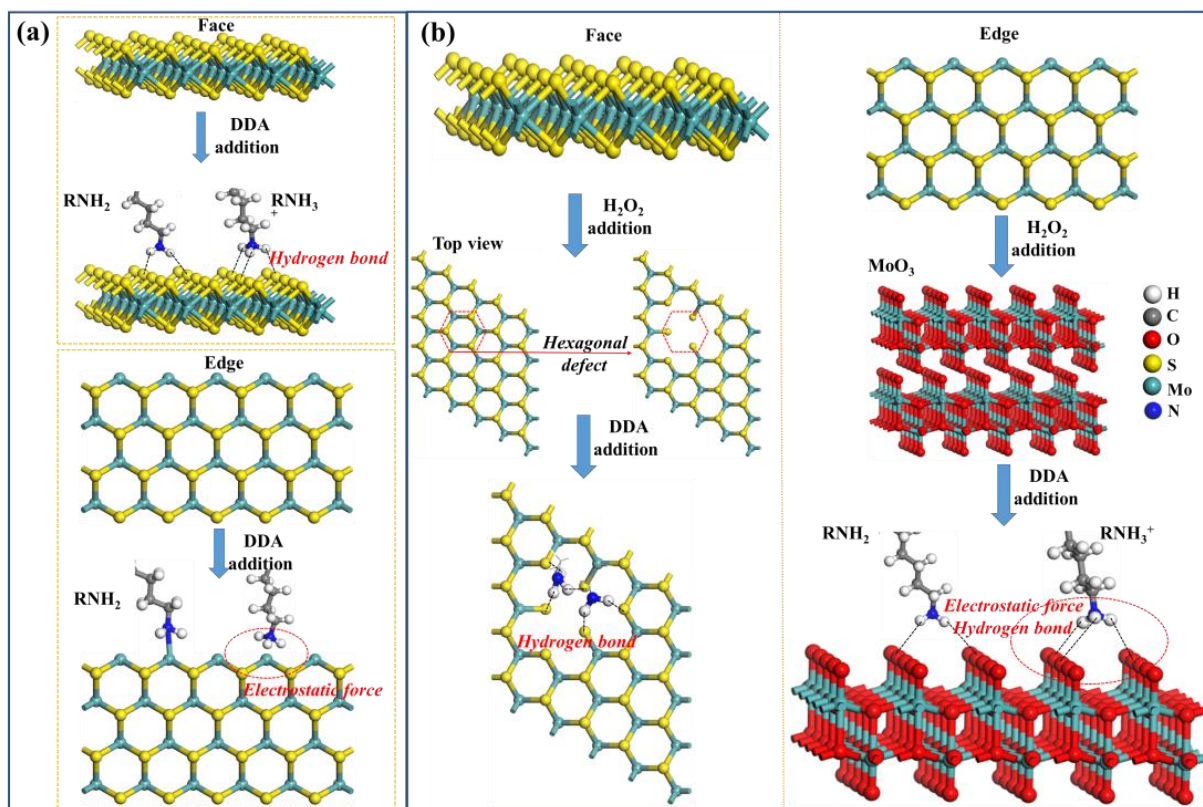 (a)
Face
DDA
addition
RNH₂
RNH₃
+
Hydrogen bond
Edge
DDA
addition
RNH₂
Electrostatic force
(b)
Face
H₂O₂
addition
Top view
Hexagonal
defect
DDA
addition
Hydrogen bond
Edge
H₂O₂
addition
MoO₃
H
C
O
S
Mo
N
DDA
addition
RNH₂
RNH₃⁺
Electrostatic force
Hydrogen bond